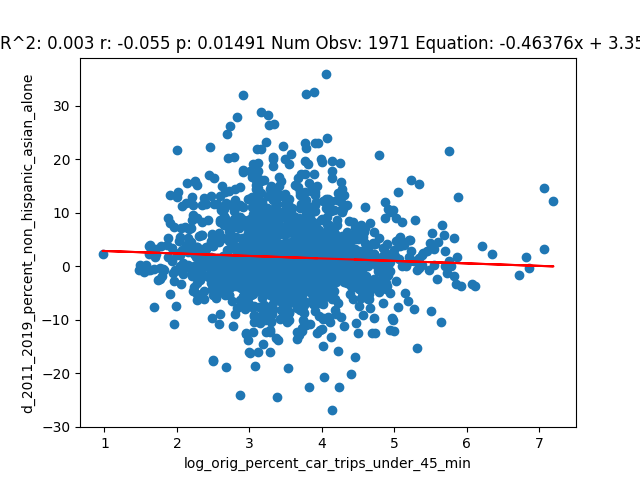 R^2: 0.003 r: -0.055 p: 0.01491 Num Obsv: 1971 Equation: -0.46376x + 3.35
d_2011_2019_percent_non_hispanic_asian_alone
30
20
10
0
−10
−20
−30
1 2 3 4 5 6 7
log_orig_percent_car_trips_under_45_min